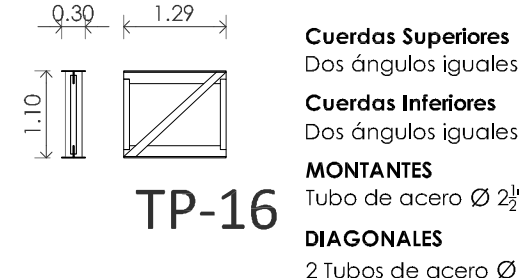 0.30
1.29
1.10
TP-16
Cuerdas Superiores
Dos ángulos iguales
Cuerdas Inferiores
Dos ángulos iguales
MONTANTES
Tubo de acero Ø 2½"
DIAGONALES
2 Tubos de acero Ø